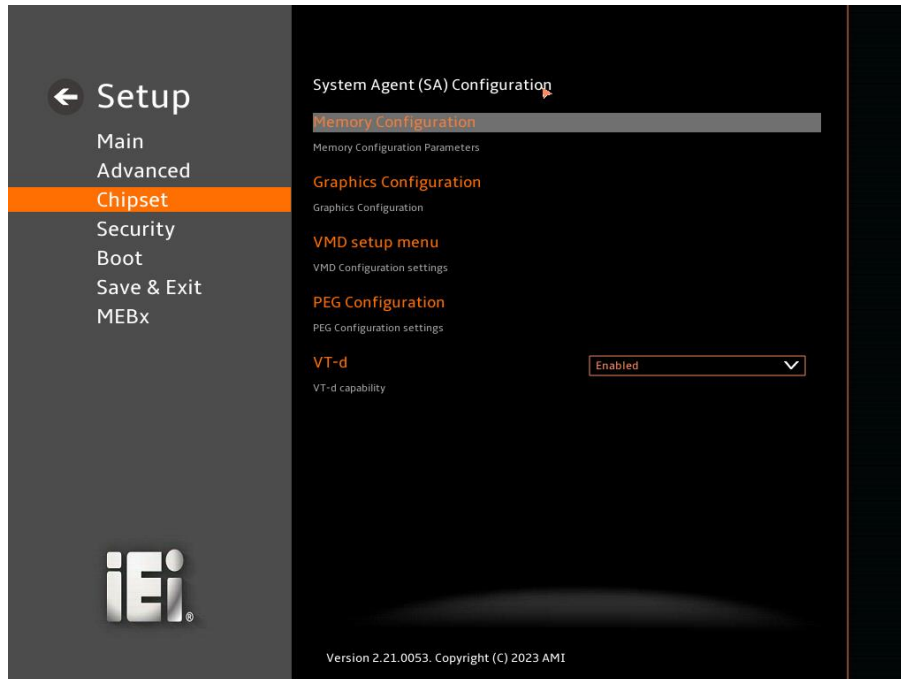 Setup
Main
Advanced
Chipset
Security
Boot
Save & Exit
MEBx
iEi®
System Agent (SA) Configuration
Memory Configuration
Memory Configuration Parameters
Graphics Configuration
Graphics Configuration
VMD setup menu
VMD Configuration settings
PEG Configuration
PEG Configuration settings
VT-d Enabled
VT-d capability
Version 2.21.0053. Copyright (C) 2023 AMI